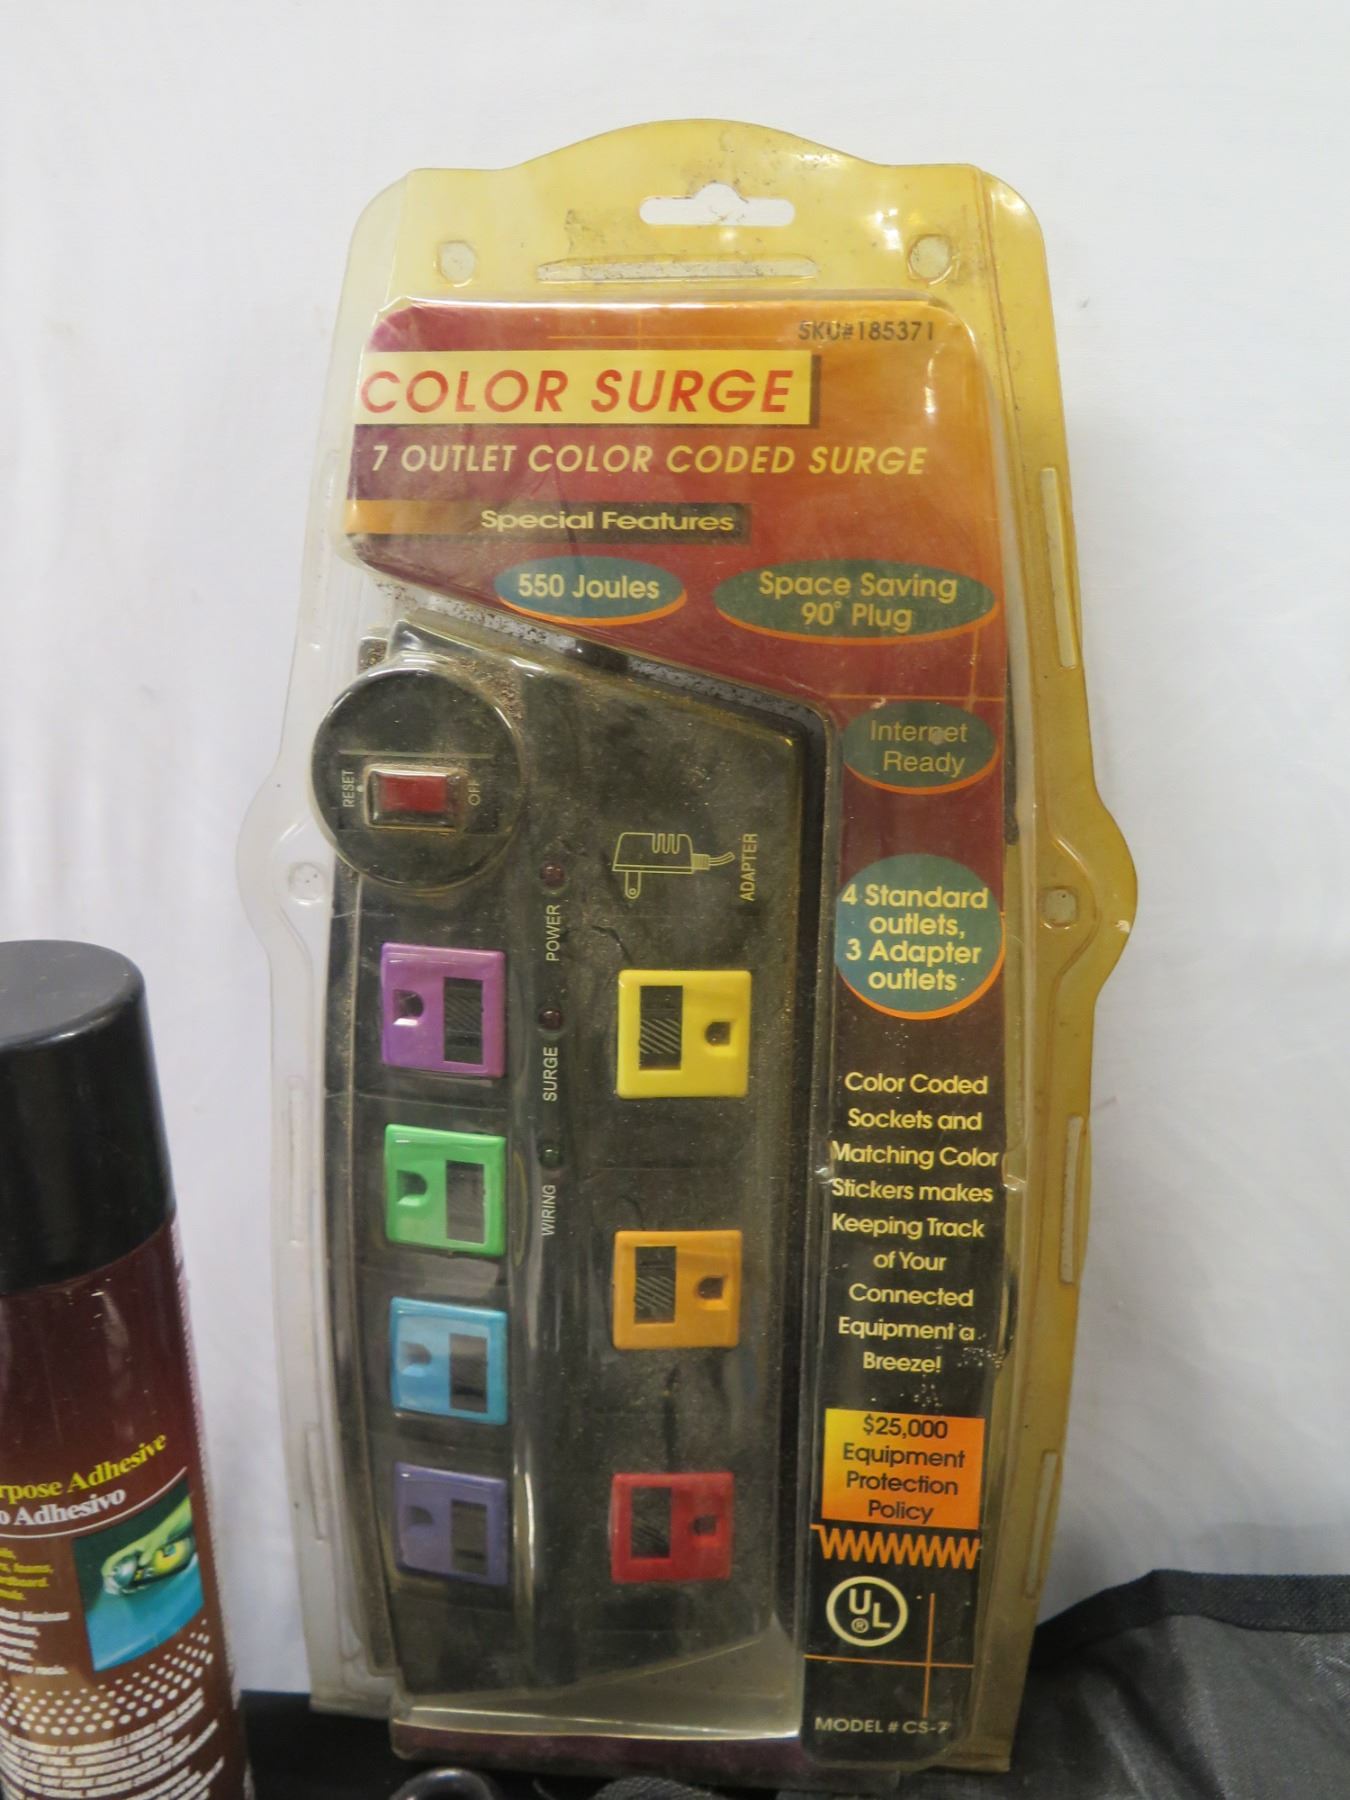 SKU#185371
COLOR SURGE
7 OUTLET COLOR CODED SURGE
Special Features
550 Joules
Space Saving
90° Plug
Internet
Ready
4 Standard
outlets,
3 Adapter
outlets
Color Coded
Sockets and
Matching Color
Stickers makes
Keeping Track
of Your
Connected
Equipment a
Breeze!
$25,000
Equipment
Protection
Policy
UL
®
MODEL # CS-7
RESET
OFF
ADAPTER
POWER
SURGE
WIRING
Adhesive
Adhesivo
foams,